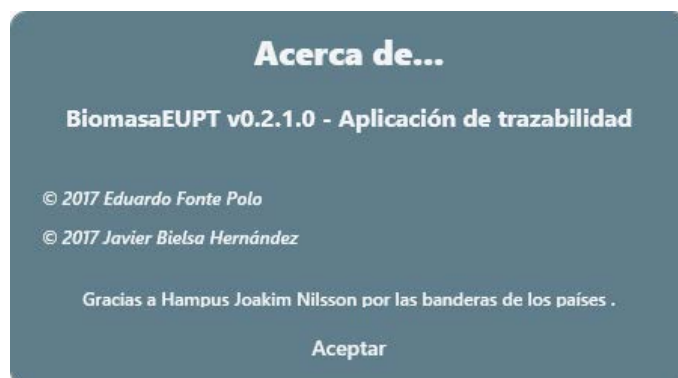 Acerca de...
BiomasaEUPT v0.2.1.0 - Aplicación de trazabilidad
© 2017 Eduardo Fonte Polo
© 2017 Javier Bielsa Hernández
Gracias a Hampus Joakim Nilsson por las banderas de los países .
Aceptar